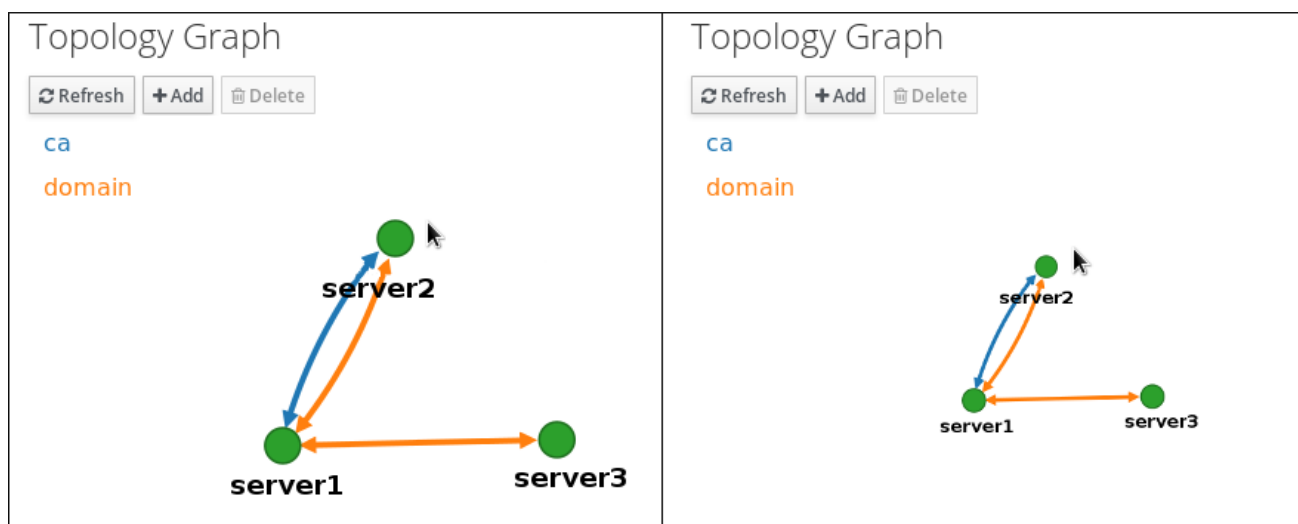 Topology Graph
Refresh Add Delete
ca
domain
server2
server1
server3
Topology Graph
Refresh Add Delete
ca
domain
server2
server1
server3